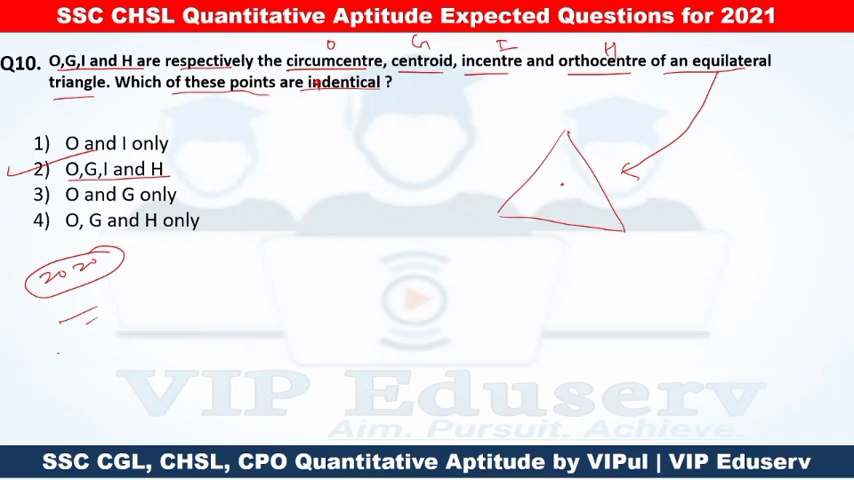 SSC CHSL Quantitative Aptitude Expected Questions for 2021
O G I H
Q10. O,G,I and H are respectively the circumcentre, centroid, incentre and orthocentre of an equilateral
triangle. Which of these points are indentical ?
1) O and I only
2) O,G,I and H
3) O and G only
4) O, G and H only
2020
VIP Eduserv
Aim. Pursuit. Achieve.
SSC CGL, CHSL, CPO Quantitative Aptitude by VIPul | VIP Eduserv